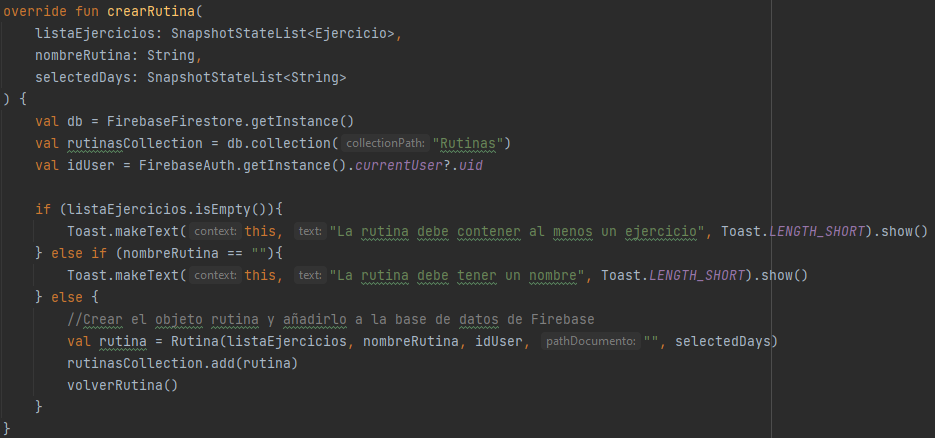 override fun crearRutina(
    listaEjercicios: SnapshotStateList<Ejercicio>,
    nombreRutina: String,
    selectedDays: SnapshotStateList<String>
) {
    val db = FirebaseFirestore.getInstance()
    val rutinasCollection = db.collection( collectionPath: "Rutinas")
    val idUser = FirebaseAuth.getInstance().currentUser?.uid
    if (listaEjercicios.isEmpty()){
        Toast.makeText( context: this, text: "La rutina debe contener al menos un ejercicio", Toast.LENGTH_SHORT).show()
    } else if (nombreRutina == ""){
        Toast.makeText( context: this, text: "La rutina debe tener un nombre", Toast.LENGTH_SHORT).show()
    } else {
        //Crear el objeto rutina y añadirlo a la base de datos de Firebase
        val rutina = Rutina(listaEjercicios, nombreRutina, idUser, pathDocumento: "", selectedDays)
        rutinasCollection.add(rutina)
        volverRutina()
    }
}